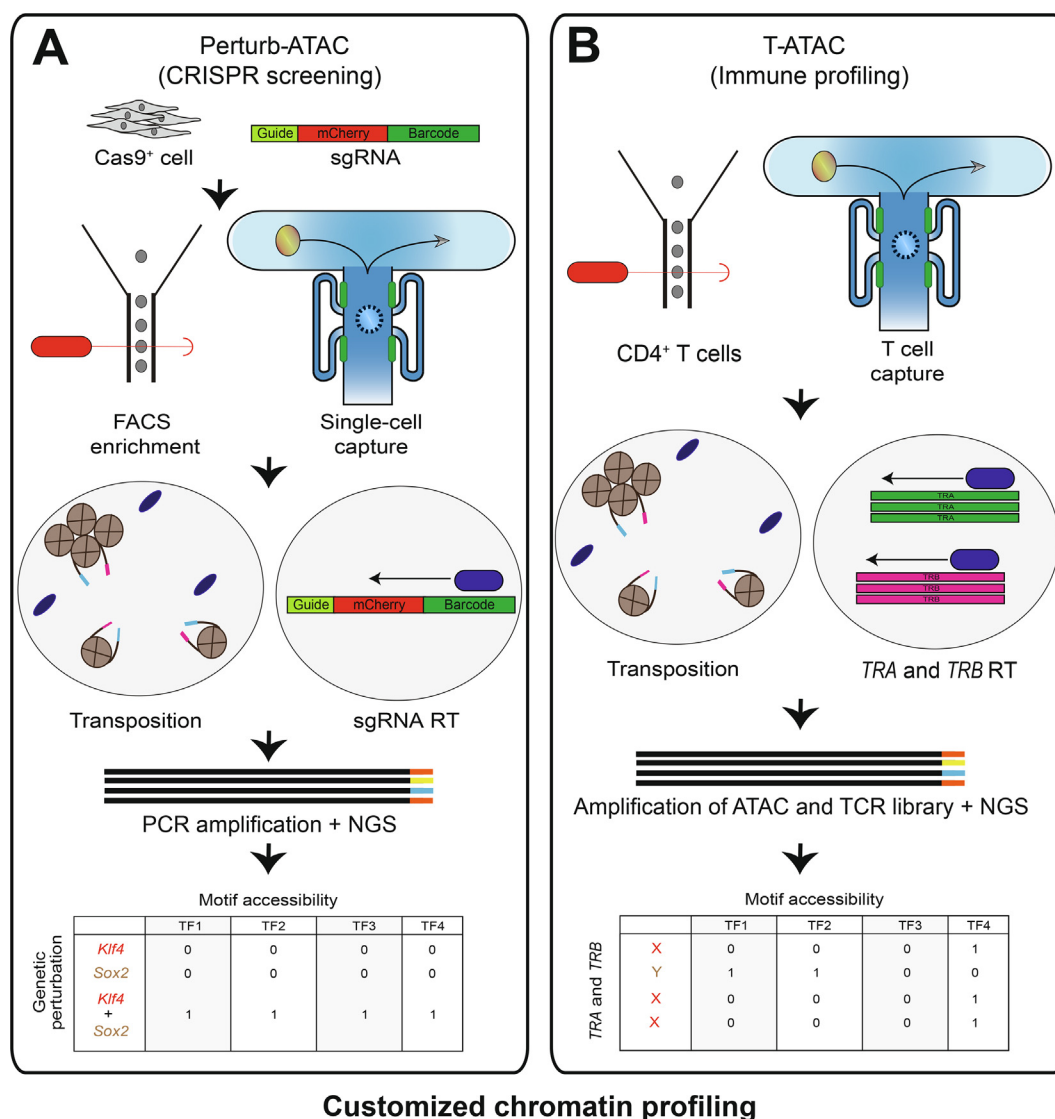 A
Perturb-ATAC
(CRISPR screening)
Cas9⁺ cell
Guide mCherry Barcode
sgRNA
FACS
enrichment
Single-cell
capture
Guide mCherry Barcode
Transposition
sgRNA RT
PCR amplification + NGS
Motif accessibility
TF1 TF2 TF3 TF4
Genetic
perturbation
Klf4 0 0 0 0
Sox2 0 0 0 0
Klf4
+ 1 1 1 1
Sox2
B
T-ATAC
(Immune profiling)
CD4⁺ T cells
T cell
capture
TRA
TRA
TRA
TRB
TRB
TRB
Transposition
TRA and TRB RT
Amplification of ATAC and TCR library + NGS
Motif accessibility
TF1 TF2 TF3 TF4
TRA and TRB
X 0 0 0 1
Y 1 1 0 0
X 0 0 0 1
X 0 0 0 1
Customized chromatin profiling